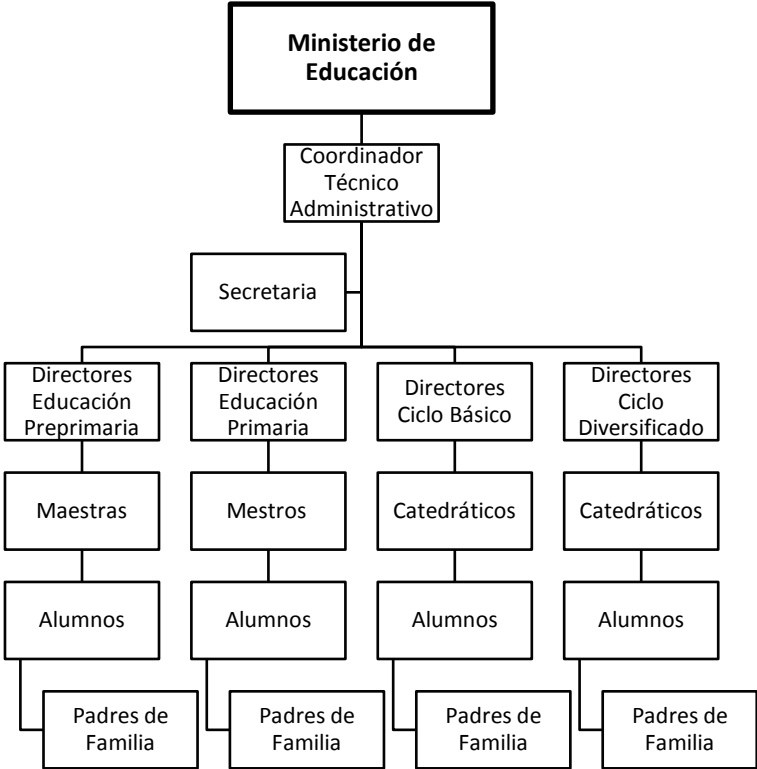 Ministerio de
Educación
Coordinador
Técnico
Administrativo
Secretaria
Directores
Educación
Preprimaria
Directores
Educación
Primaria
Directores
Ciclo Básico
Directores
Ciclo
Diversificado
Maestras
Mestros
Catedráticos
Catedráticos
Alumnos
Alumnos
Alumnos
Alumnos
Padres de
Familia
Padres de
Familia
Padres de
Familia
Padres de
Familia